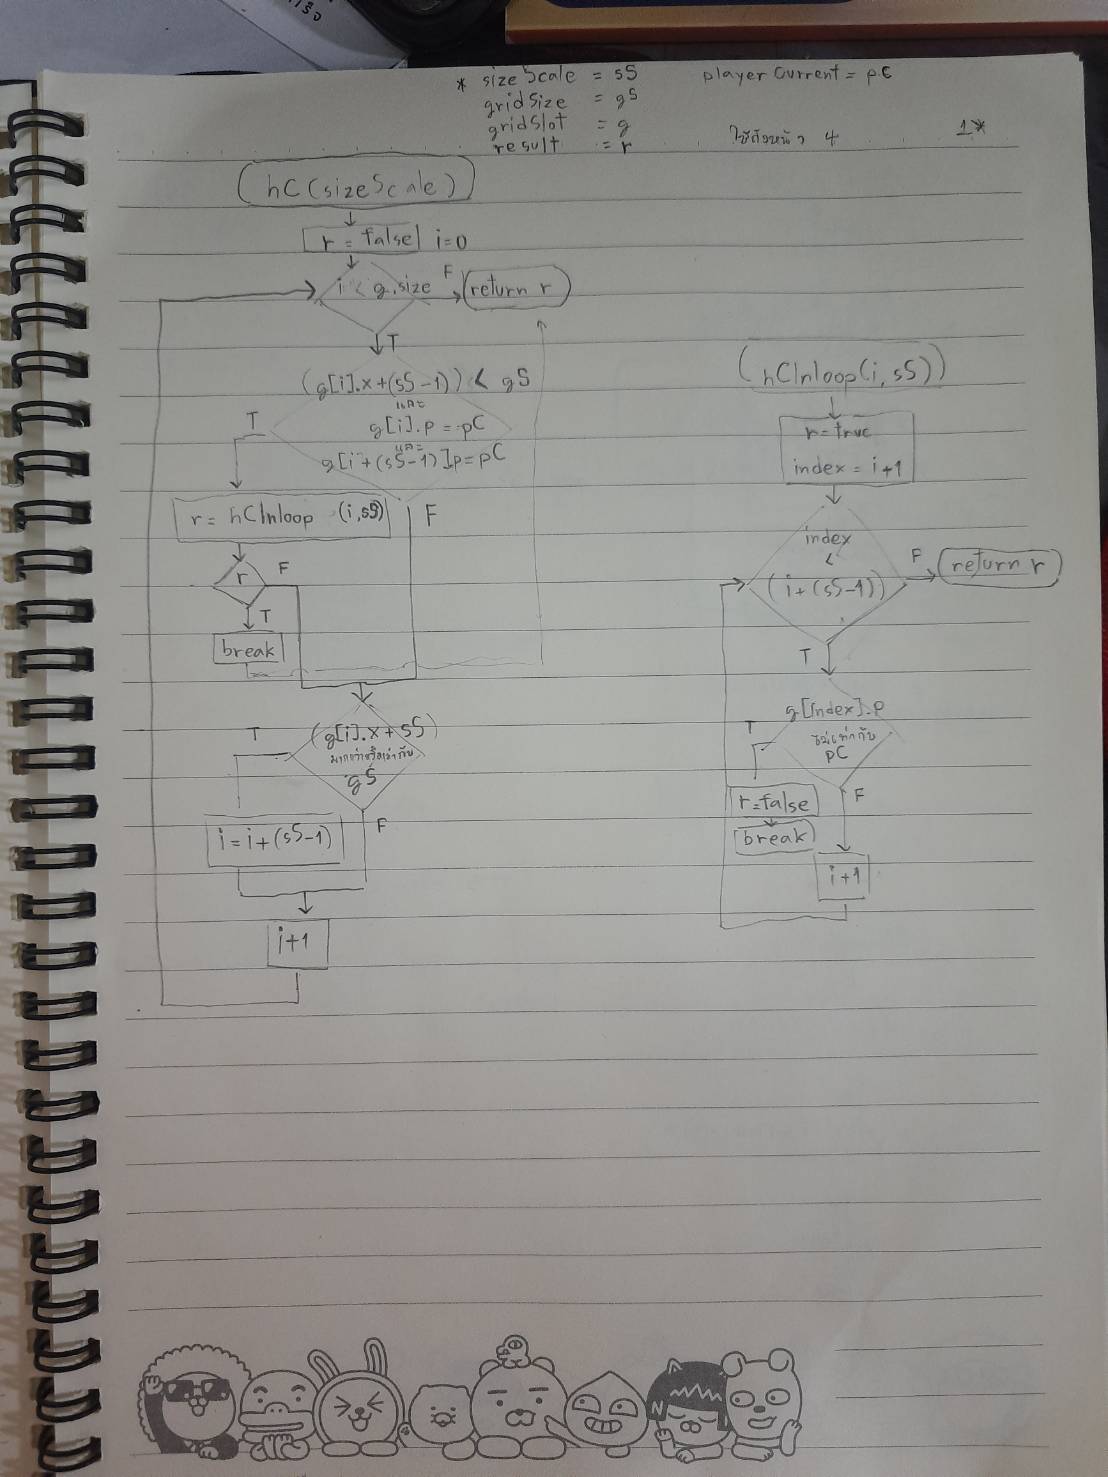 * sizeScale = sS playerCurrent = pC
gridSize = gS
gridSlot = g
result = r
ใช้ถึงหน้า 4
1*
hC(sizeScale)
r = false i=0
i < g.size
F
return r
T
(g[i].x+(sS-1)) < gS
และ
g[i].p = pC
และ
g[i+(sS-1)].p=pC
T
F
r = hCInloop (i,sS)
r
F
T
break
(g[i].x + sS)
มากกว่าหรือเท่ากับ
gS
T
F
i = i+(sS-1)
i+1
(hCInloop(i, sS))
r=true
index = i+1
index
<
(i+(sS-1))
F
return r
T
g[index].p
ไม่เท่ากับ
pC
T
F
r=false
break
i+1
N